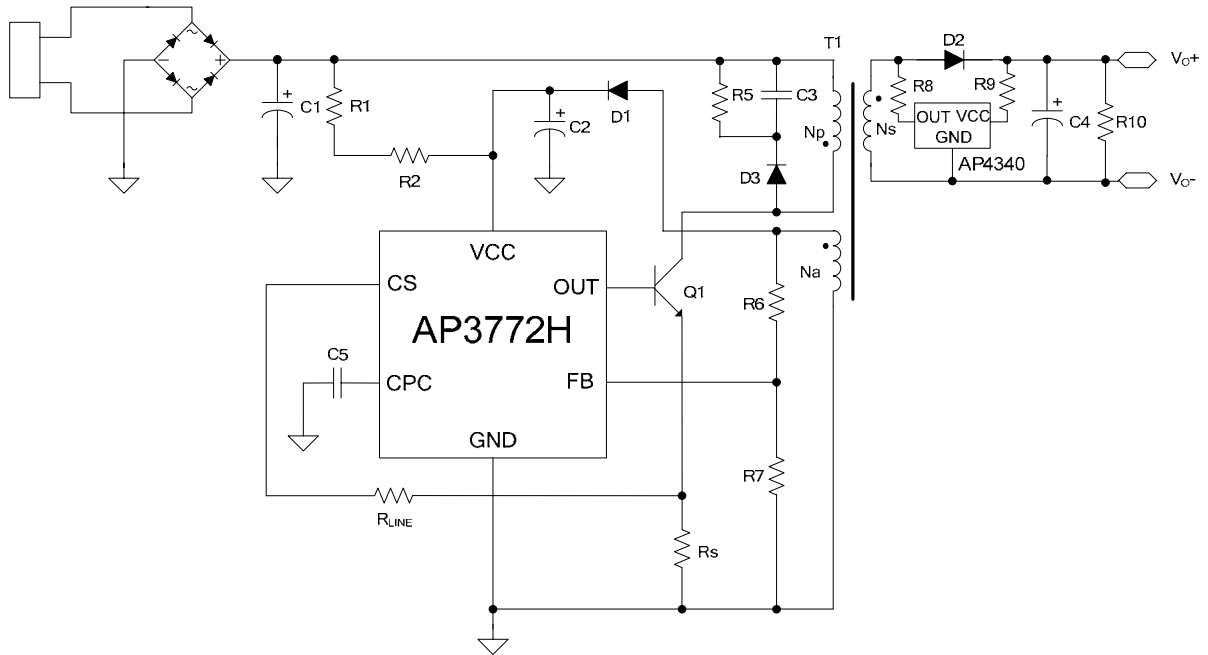 T1
D2
VO+
~
−
+
~
+
C1
R1
+
C2
D1
R5
C3
Np
Ns
R8
R9
OUT VCC
GND
AP4340
+
C4
R10
R2
D3
VO-
VCC
CS
OUT
Q1
Na
R6
AP3772H
C5
CPC
FB
GND
R7
RLINE
Rs